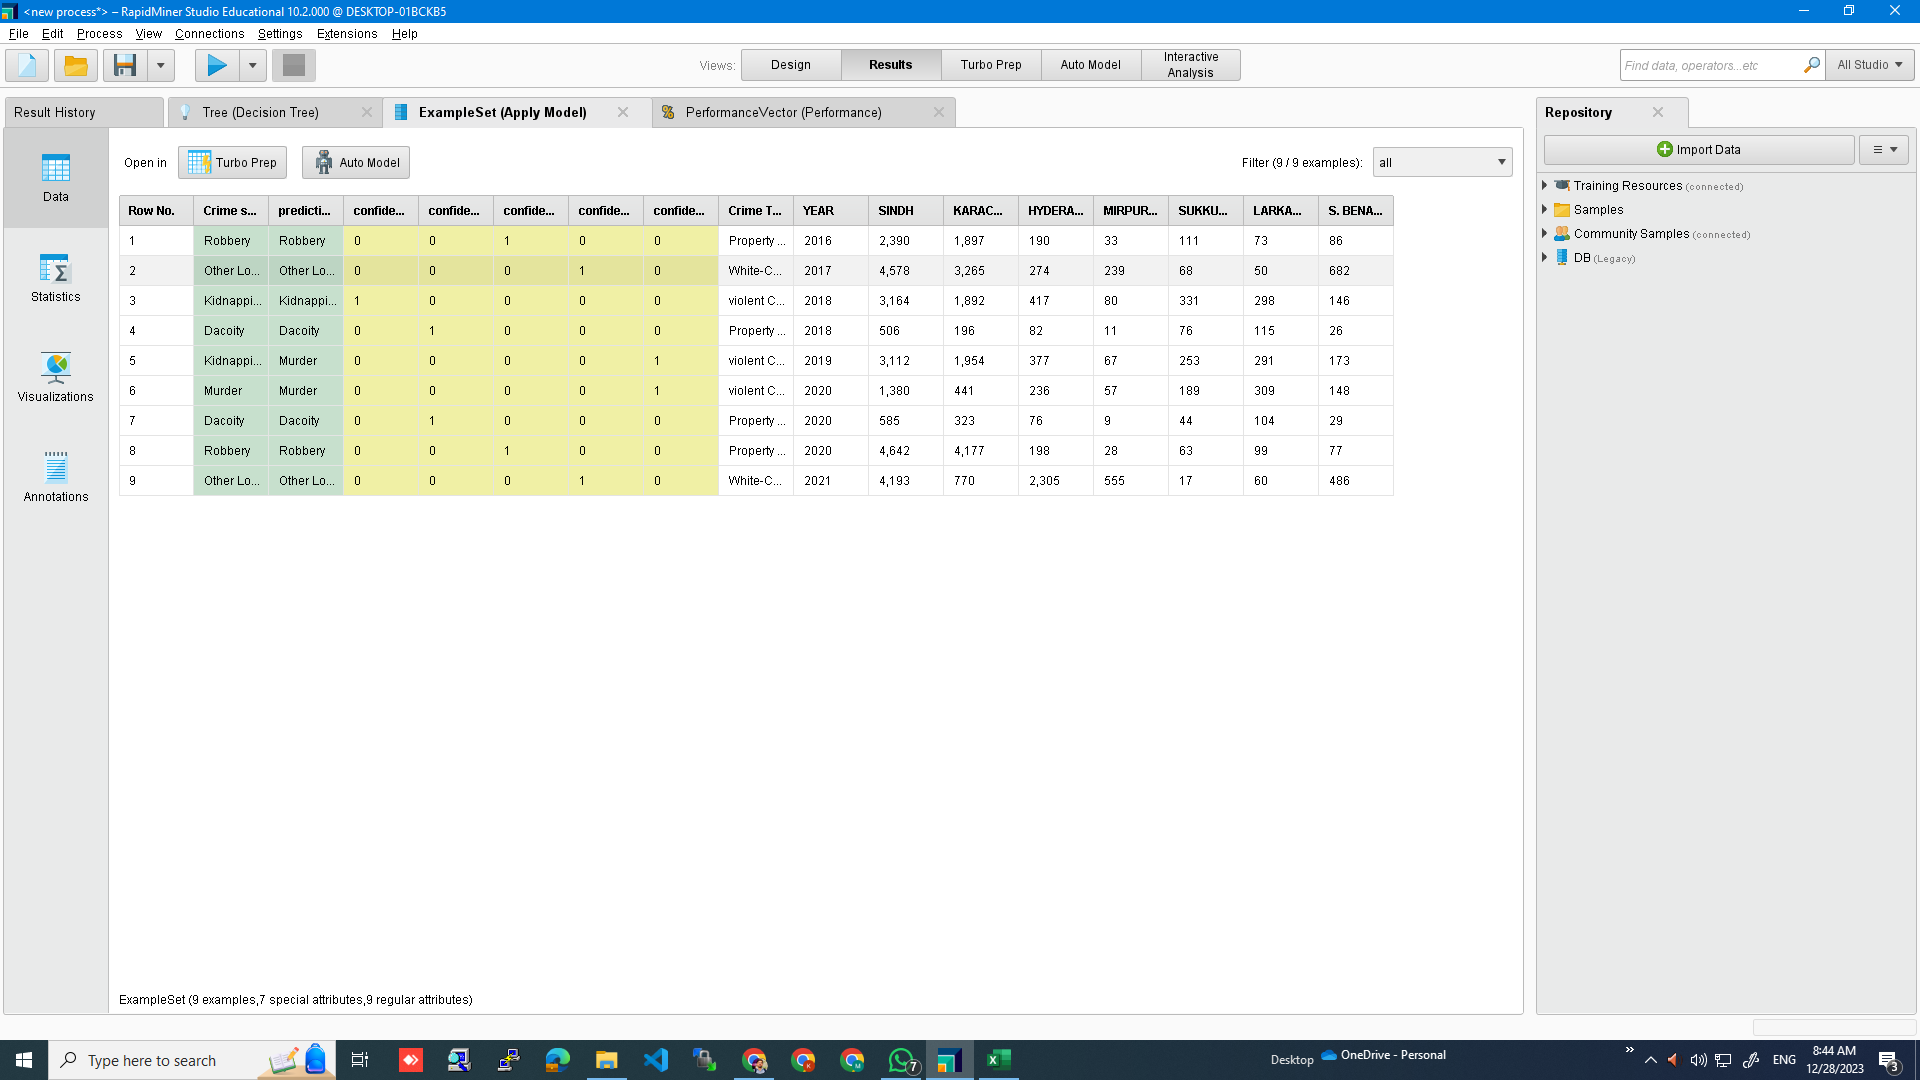 <new process*> – RapidMiner Studio Educational 10.2.000 @ DESKTOP-01BCKB5
File Edit Process View Connections Settings Extensions Help
Views: Design Results Turbo Prep Auto Model Interactive Analysis
Find data, operators...etc All Studio
Result History Tree (Decision Tree) ExampleSet (Apply Model) PerformanceVector (Performance)
Repository
Import Data
Training Resources (connected)
Samples
Community Samples (connected)
DB (Legacy)
Data
Statistics
Visualizations
Annotations
Open in Turbo Prep Auto Model Filter (9 / 9 examples): all
Row No. Crime s... predicti... confide... confide... confide... confide... confide... Crime T... YEAR SINDH KARAC... HYDERA... MIRPUR... SUKKU... LARKA... S. BENA...
1 Robbery Robbery 0 0 1 0 0 Property ... 2016 2,390 1,897 190 33 111 73 86
2 Other Lo... Other Lo... 0 0 0 1 0 White-C... 2017 4,578 3,265 274 239 68 50 682
3 Kidnappi... Kidnappi... 1 0 0 0 0 violent C... 2018 3,164 1,892 417 80 331 298 146
4 Dacoity Dacoity 0 1 0 0 0 Property ... 2018 506 196 82 11 76 115 26
5 Kidnappi... Murder 0 0 0 0 1 violent C... 2019 3,112 1,954 377 67 253 291 173
6 Murder Murder 0 0 0 0 1 violent C... 2020 1,380 441 236 57 189 309 148
7 Dacoity Dacoity 0 1 0 0 0 Property ... 2020 585 323 76 9 44 104 29
8 Robbery Robbery 0 0 1 0 0 Property ... 2020 4,642 4,177 198 28 63 99 77
9 Other Lo... Other Lo... 0 0 0 1 0 White-C... 2021 4,193 770 2,305 555 17 60 486
ExampleSet (9 examples,7 special attributes,9 regular attributes)
Type here to search
7
Desktop OneDrive - Personal
ENG
8:44 AM
12/28/2023
3